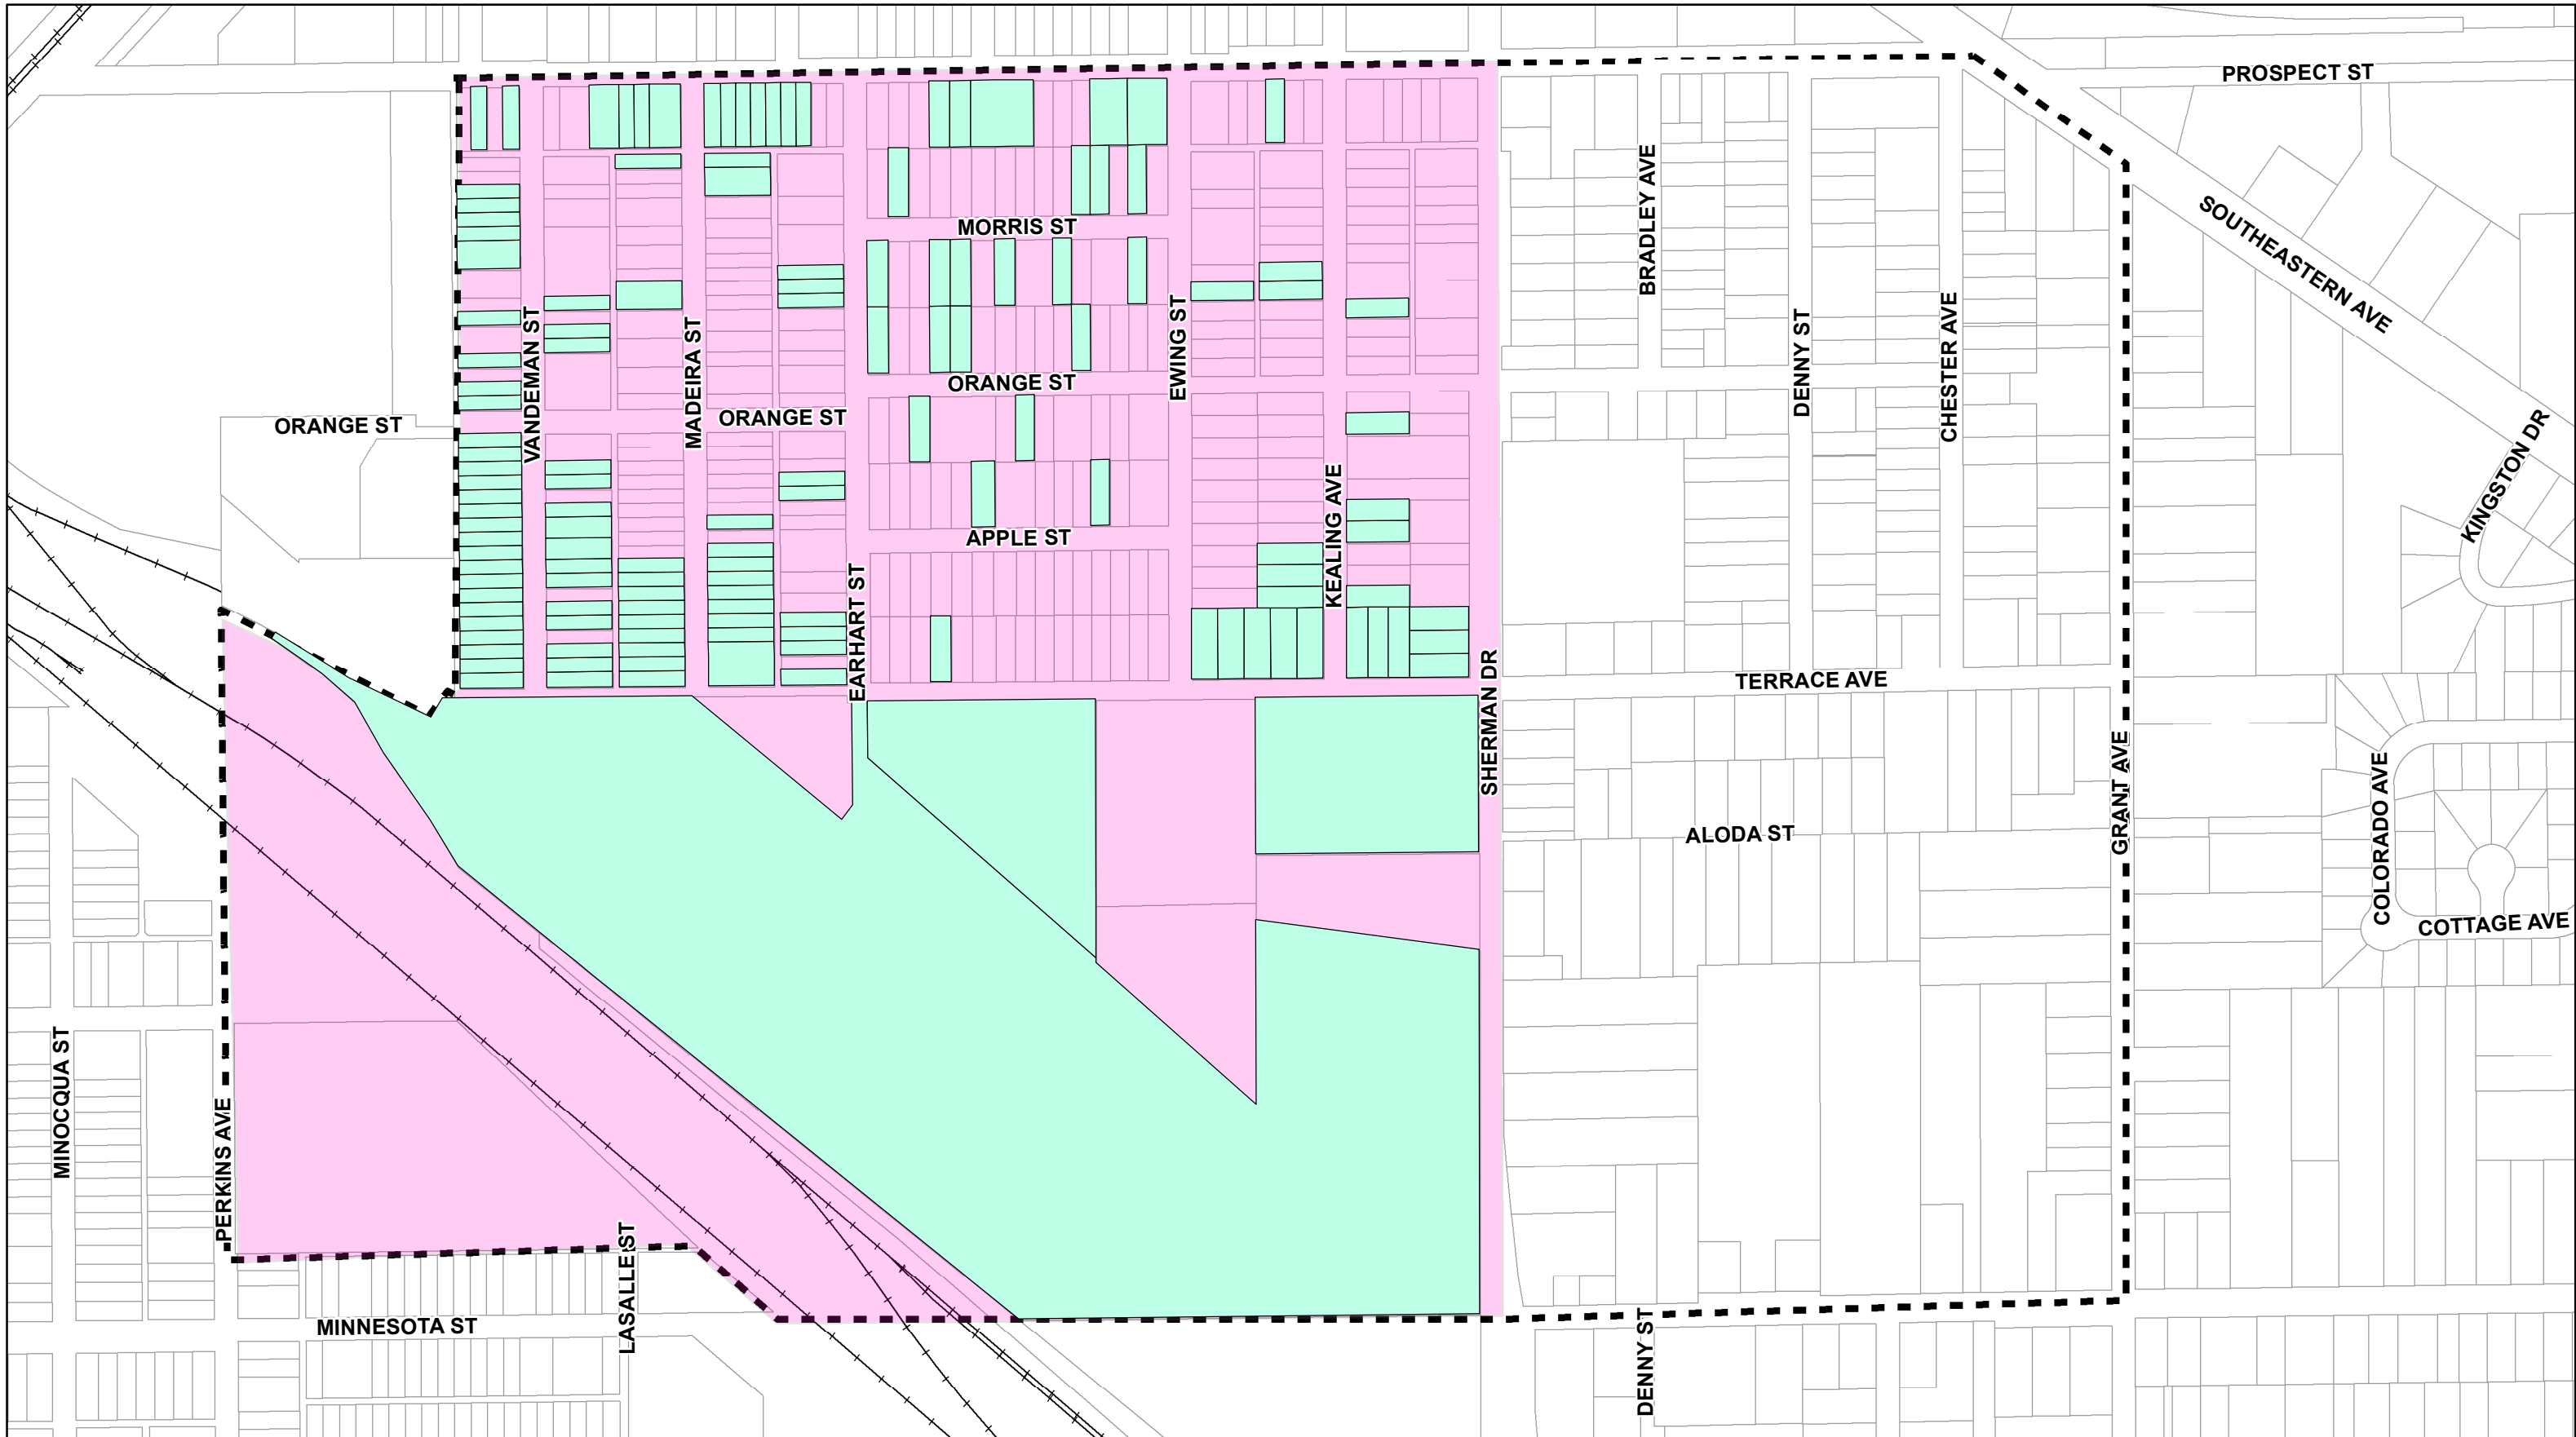 PROSPECT ST
BRADLEY AVE
SOUTHEASTERN AVE
MORRIS ST
VANDEMAN ST
MADEIRA ST
EWING ST
DENNY ST
CHESTER AVE
ORANGE ST
ORANGE ST
ORANGE ST
KINGSTON DR
KEALING AVE
APPLE ST
EARHART ST
SHERMAN DR
TERRACE AVE
GRANT AVE
COLORADO AVE
ALODA ST
COTTAGE AVE
MINOCQUA ST
PERKINS AVE
LASALLE ST
MINNESOTA ST
DENNY ST